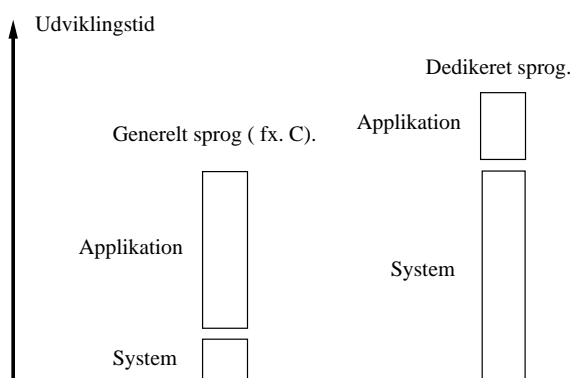 Udviklingstid
Dedikeret sprog.
Applikation
Generelt sprog ( fx. C).
Applikation
System
System